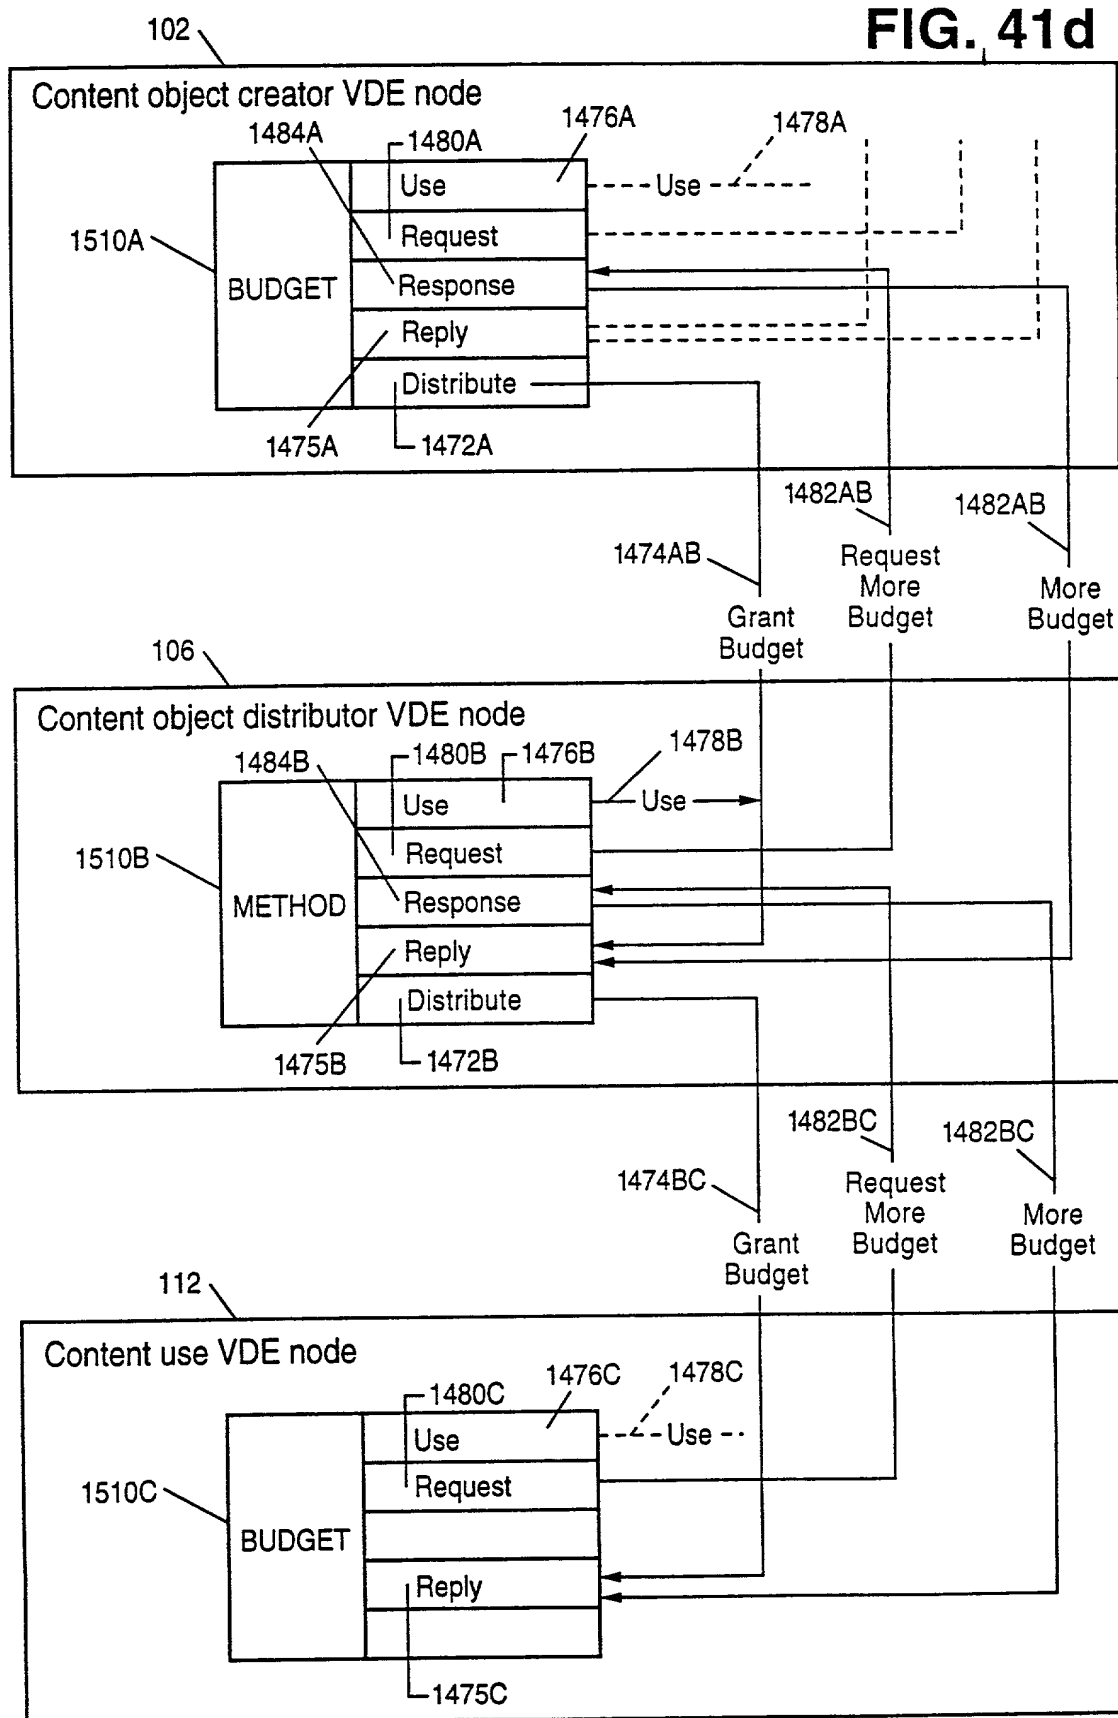 FIG. 41d
102
Content object creator VDE node
1484A
1480A
1476A
1478A
1510A
BUDGET
Use
Use
Request
Response
Reply
Distribute
1475A
1472A
1474AB
Grant
Budget
1482AB
Request
More
Budget
1482AB
More
Budget
106
Content object distributor VDE node
1484B
1480B
1476B
1478B
1510B
METHOD
Use
Use
Request
Response
Reply
Distribute
1475B
1472B
1474BC
Grant
Budget
1482BC
Request
More
Budget
1482BC
More
Budget
112
Content use VDE node
1480C
1476C
1478C
1510C
BUDGET
Use
Use
Request
Reply
1475C